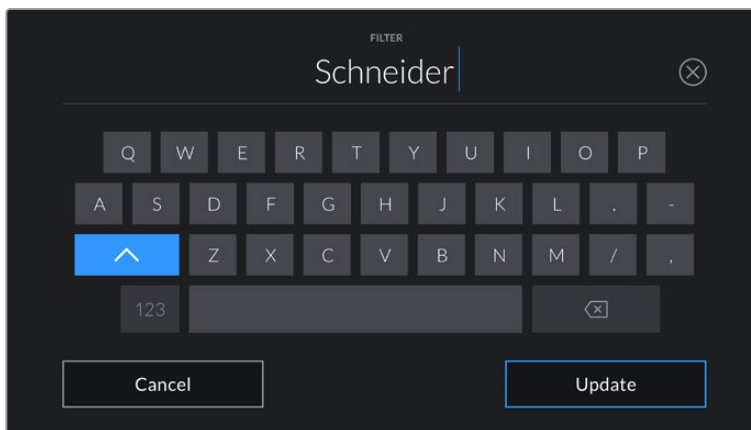 FILTER
Schneider
Q W E R T Y U I O P
A S D F G H J K L . -
Z X C V B N M / ,
123
Cancel Update